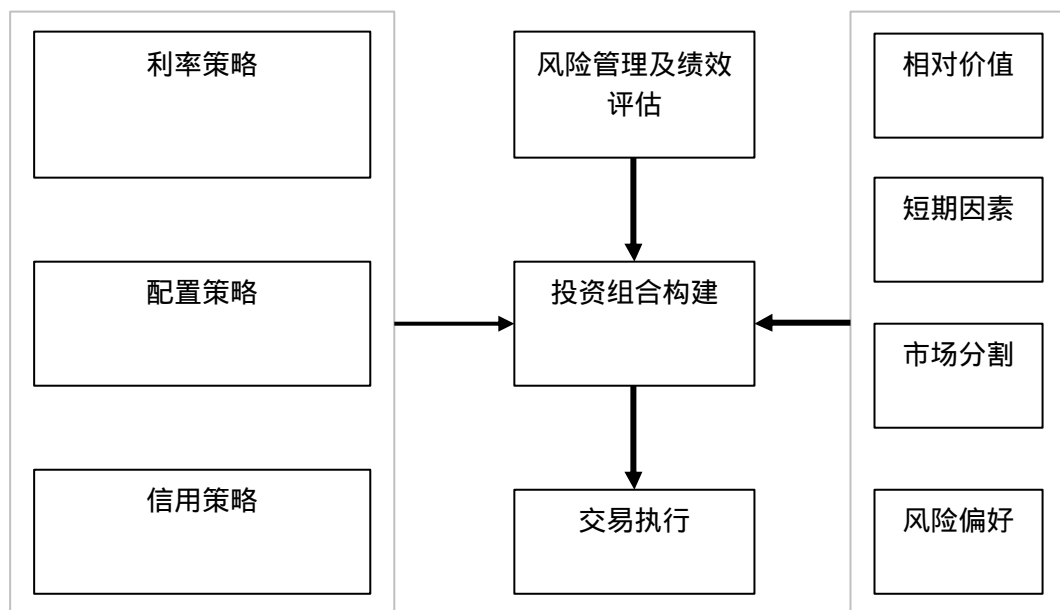 利率策略
配置策略
信用策略
风险管理及绩效
评估
投资组合构建
交易执行
相对价值
短期因素
市场分割
风险偏好